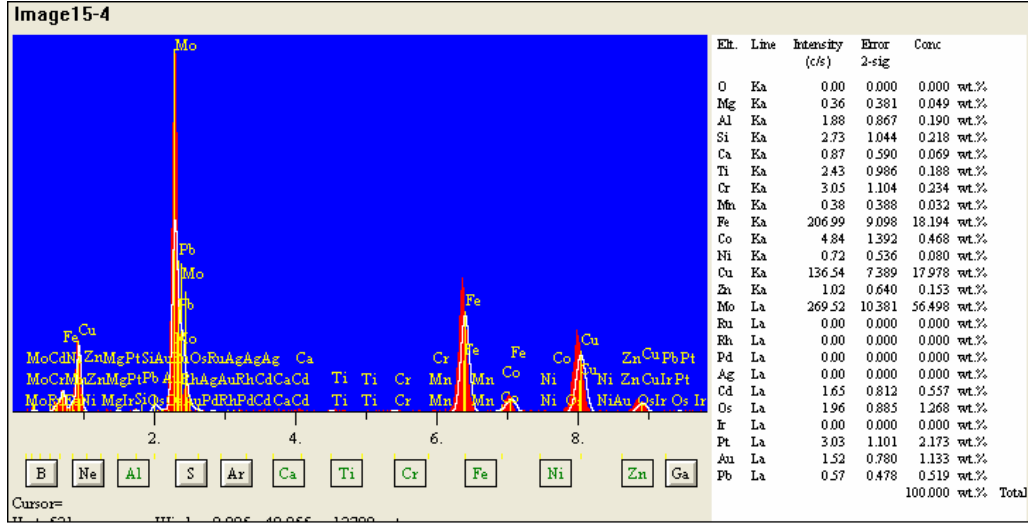 Image15-4
Mo
Pb
Mo
Pb
Fe Cu
Fe
Cu
Fe Fe Co Cu
Ca Cr Zn Cu Pb Pt
Mn Mn Co Ni Ni Zn Cu Ir Pt
Ti Ti Cr
Ti Ti Cr Mn Mn Ni
2. 4. 6. 8.
B Ne Al S Ar Ca Ti Cr Fe Ni Zn Ga
Cursor=
Elt. Line Intensity Error Conc
(c/s) 2-sig
O Ka 0.00 0.000 0.000 wt.%
Mg Ka 0.36 0.381 0.049 wt.%
Al Ka 1.88 0.867 0.190 wt.%
Si Ka 2.73 1.044 0.218 wt.%
Ca Ka 0.87 0.590 0.069 wt.%
Ti Ka 2.43 0.986 0.188 wt.%
Cr Ka 3.05 1.104 0.234 wt.%
Mn Ka 0.38 0.388 0.032 wt.%
Fe Ka 206.99 9.098 18.194 wt.%
Co Ka 4.84 1.392 0.468 wt.%
Ni Ka 0.72 0.536 0.080 wt.%
Cu Ka 136.54 7.389 17.978 wt.%
Zn Ka 1.02 0.640 0.153 wt.%
Mo La 269.52 10.381 56.498 wt.%
Ru La 0.00 0.000 0.000 wt.%
Rh La 0.00 0.000 0.000 wt.%
Pd La 0.00 0.000 0.000 wt.%
Ag La 0.00 0.000 0.000 wt.%
Cd La 1.65 0.812 0.557 wt.%
Os La 1.96 0.885 1.268 wt.%
Ir La 0.00 0.000 0.000 wt.%
Pt La 3.03 1.101 2.173 wt.%
Au La 1.52 0.780 1.133 wt.%
Pb La 0.57 0.478 0.519 wt.%
100.000 wt.% Total